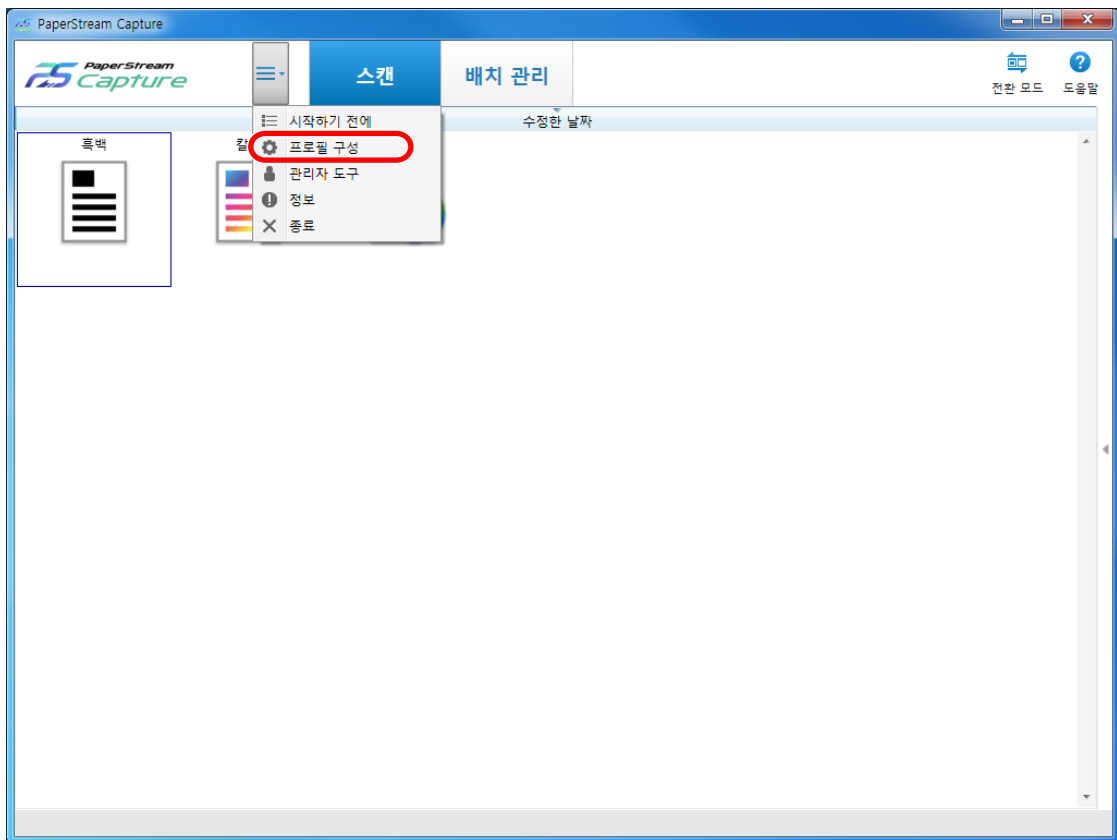 PaperStream Capture
PaperStream
Capture
스캔
배치 관리
전환 모드
도움말
수정한 날짜
시작하기 전에
프로필 구성
관리자 도구
정보
종료
흑백